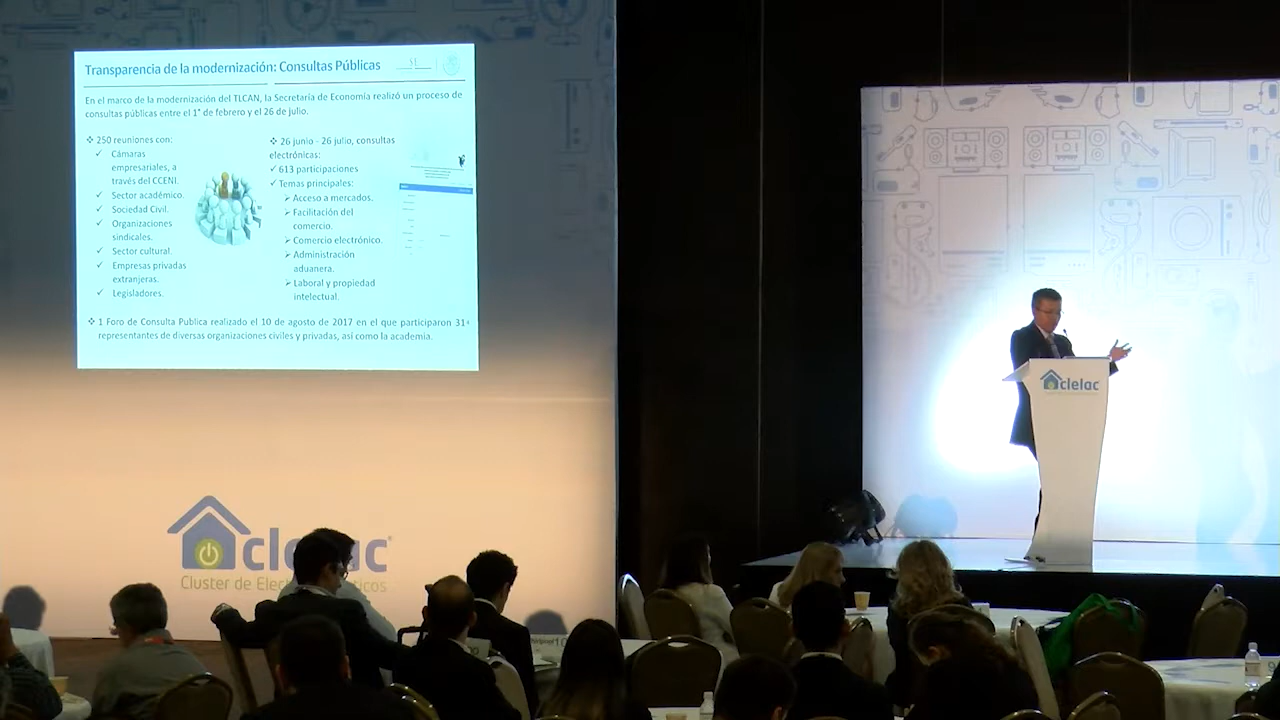 Transparencia de la modernización: Consultas Públicas
En el marco de la modernización del TLCAN, la Secretaría de Economía realizó un proceso de
consultas públicas entre el 1° de febrero y el 26 de julio.
❖ 250 reuniones con:
✓ Cámaras
empresariales, a
través del CCENI.
✓ Sector académico.
✓ Sociedad Civil.
✓ Organizaciones
sindicales.
✓ Sector cultural.
✓ Empresas privadas
extranjeras.
✓ Legisladores.
❖ 26 junio - 26 julio, consultas
electrónicas:
✓ 613 participaciones
✓ Temas principales:
➢ Acceso a mercados.
➢ Facilitación del
comercio.
➢ Comercio electrónico.
➢ Administración
aduanera.
➢ Laboral y propiedad
intelectual.
❖ 1 Foro de Consulta Publica realizado el 10 de agosto de 2017 en el que participaron
representantes de diversas organizaciones civiles y privadas, así como la academia.
clelac
Cluster de
clelac